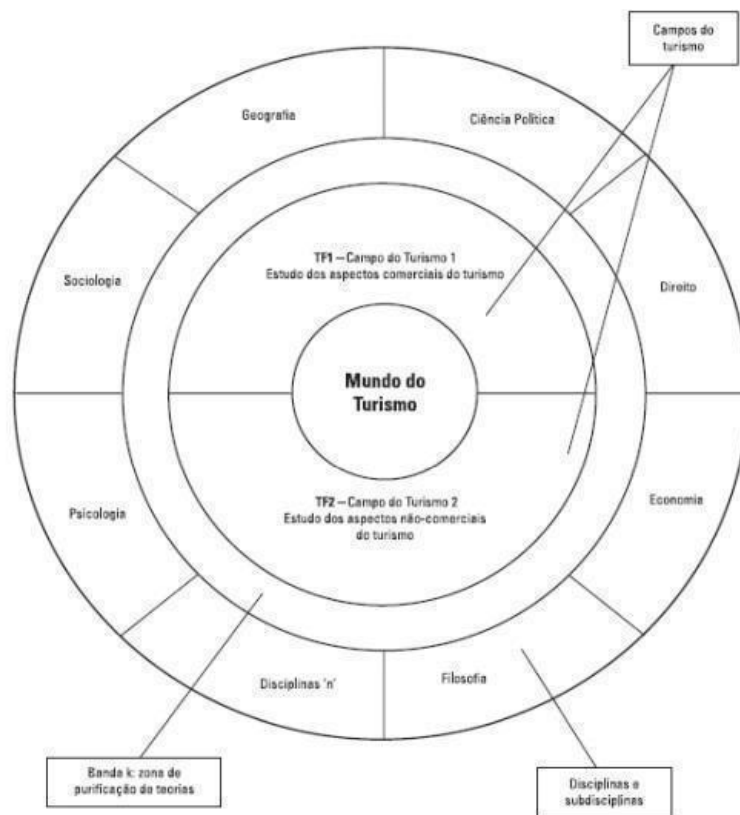 Campos do
turismo
Geografia
Ciência Política
TF1 – Campo do Turismo 1
Estudo dos aspectos comerciais do turismo
Sociologia
Direito
Mundo do
Turismo
TF2 – Campo do Turismo 2
Estudo dos aspectos não-comerciais
do turismo
Psicologia
Economia
Disciplinas 'n'
Filosofia
Banda k: zona de
purificação de teorias
Disciplinas e
subdisciplinas